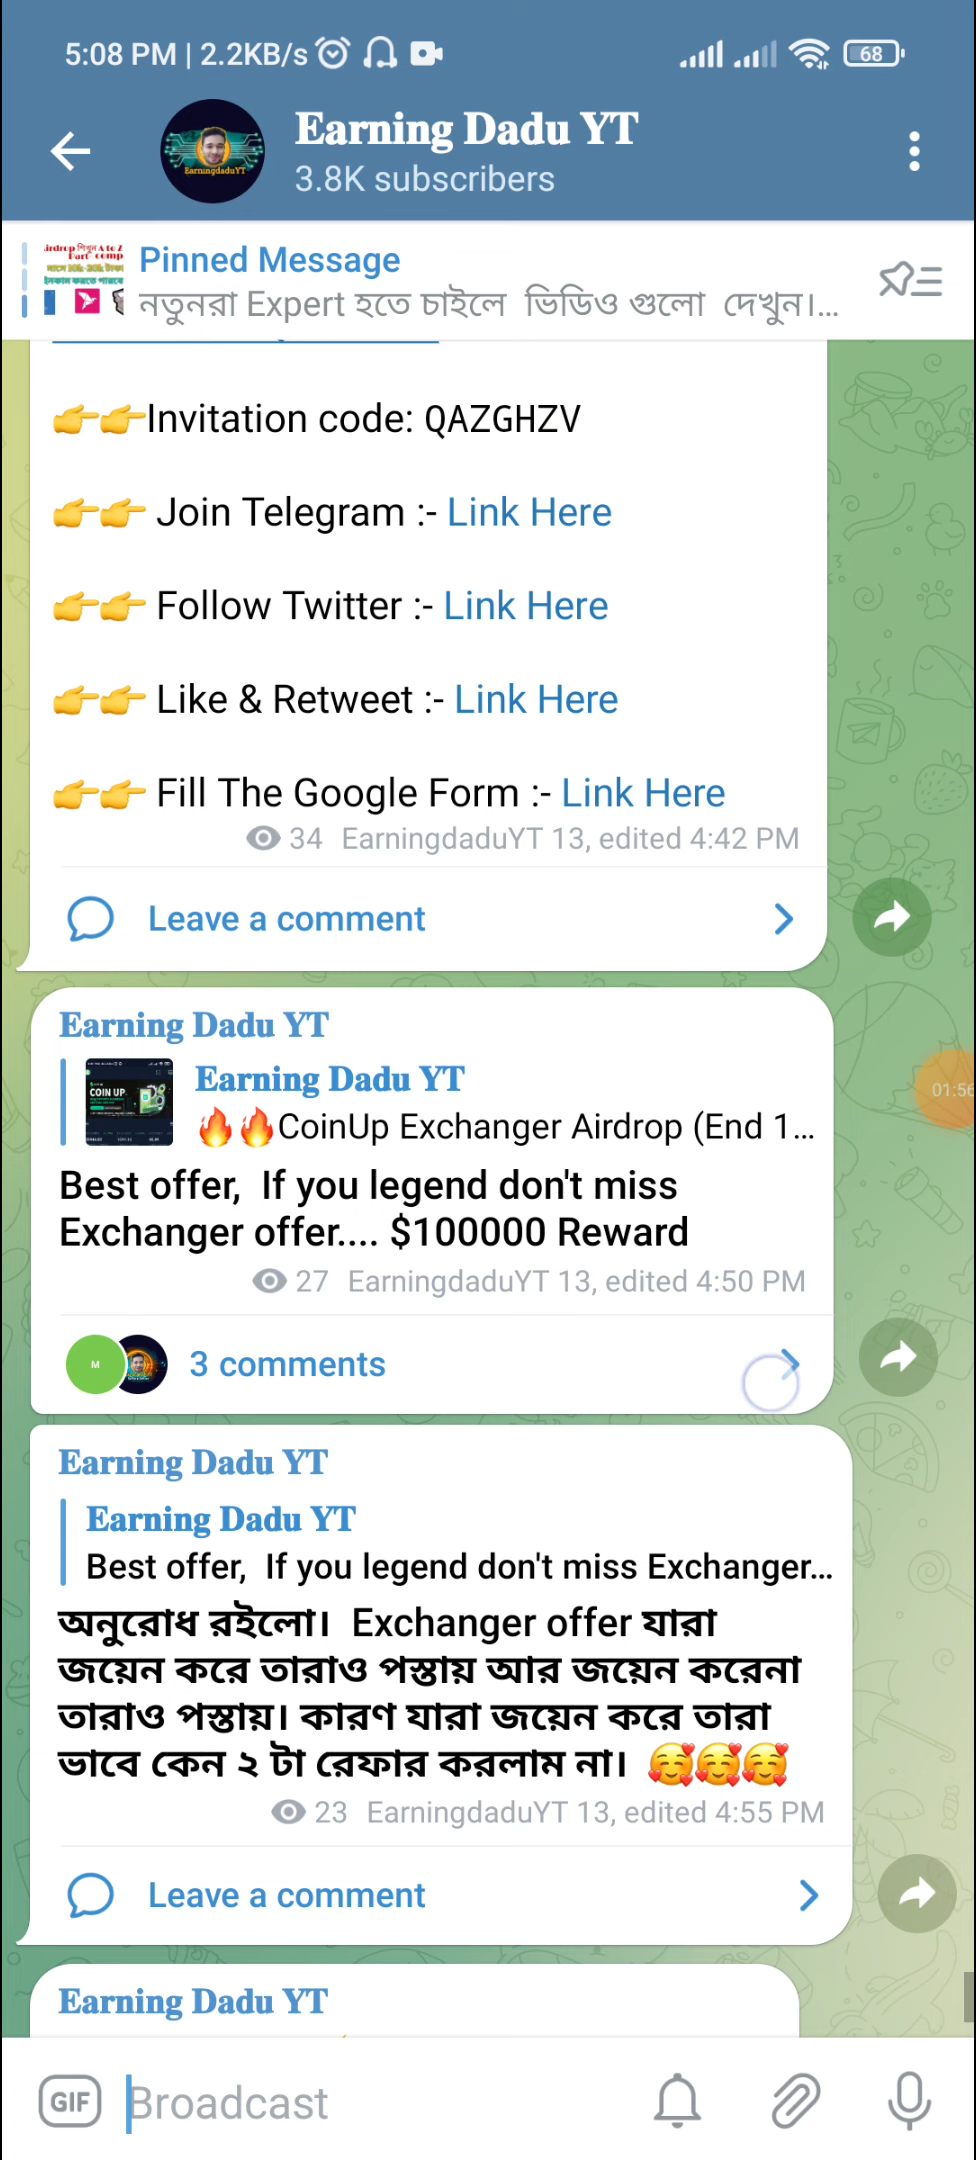 5:08 PM | 2.2KB/s
68
Earning Dadu YT
3.8K subscribers
EarningdaduYT
Pinned Message
নতুনরা Expert হতে চাইলে ভিডিও গুলো দেখুন।...
👉👉Invitation code: QAZGHZV
👉👉 Join Telegram :- Link Here
👉👉 Follow Twitter :- Link Here
👉👉 Like & Retweet :- Link Here
👉👉 Fill The Google Form :- Link Here
34 EarningdaduYT 13, edited 4:42 PM
Leave a comment
Earning Dadu YT
COIN UP
Earning Dadu YT
🔥🔥CoinUp Exchanger Airdrop (End 1...
01:56
Best offer, If you legend don't miss
Exchanger offer.... $100000 Reward
27 EarningdaduYT 13, edited 4:50 PM
M
3 comments
Earning Dadu YT
Earning Dadu YT
Best offer, If you legend don't miss Exchanger...
অনুরোধ রইলো। Exchanger offer যারা
জয়েন করে তারাও পস্তায় আর জয়েন করেনা
তারাও পস্তায়। কারণ যারা জয়েন করে তারা
ভাবে কেন ২ টা রেফার করলাম না। 🥰🥰🥰
23 EarningdaduYT 13, edited 4:55 PM
Leave a comment
Earning Dadu YT
GIF
Broadcast